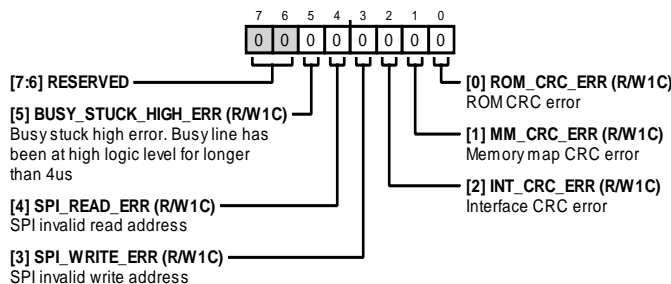 7 6 5 4 3 2 1 0
0 0 0 0 0 0 0 0
[7:6] RESERVED
[0] ROM_CRC_ERR (R/W1C)
ROM CRC error
[5] BUSY_STUCK_HIGH_ERR (R/W1C)
Busy stuck high error. Busy line has
been at high logic level for longer
than 4us
[1] MM_CRC_ERR (R/W1C)
Memory map CRC error
[2] INT_CRC_ERR (R/W1C)
Interface CRC error
[4] SPI_READ_ERR (R/W1C)
SPI invalid read address
[3] SPI_WRITE_ERR (R/W1C)
SPI invalid write address